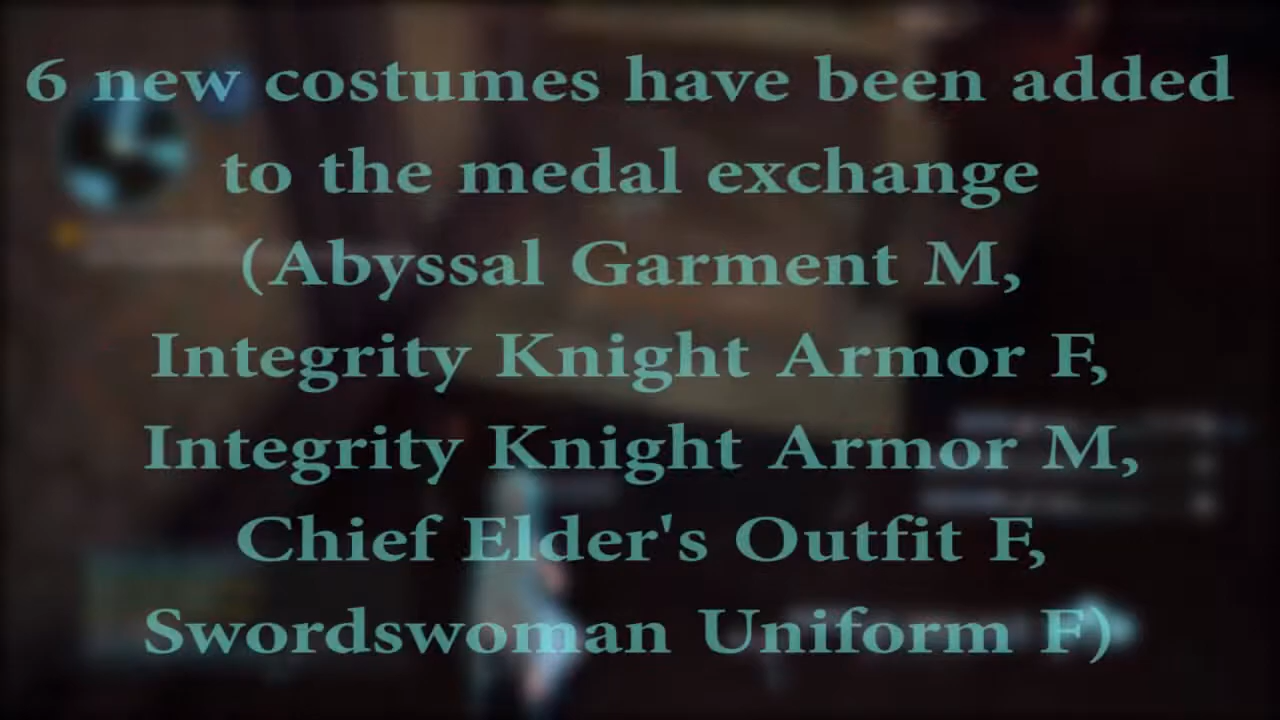 6 new costumes have been added
to the medal exchange
(Abyssal Garment M,
Integrity Knight Armor F,
Integrity Knight Armor M,
Chief Elder's Outfit F,
Swordswoman Uniform F)